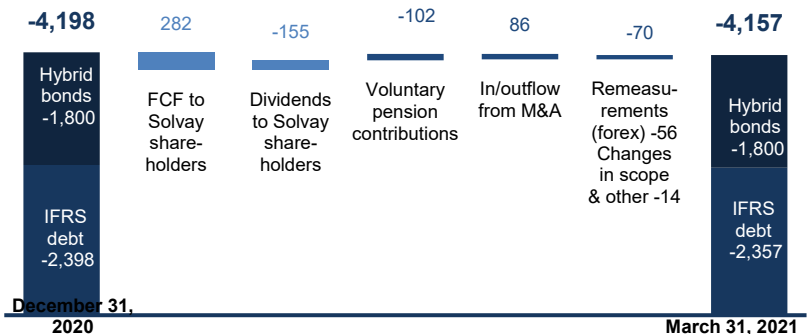 -4,198
282
-155
-102
86
-70
-4,157
Hybrid
bonds
-1,800
FCF to
Solvay
share-
holders
Dividends
to Solvay
share-
holders
Voluntary
pension
contributions
In/outflow
from M&A
Remeasu-
rements
(forex) -56
Changes
in scope
& other -14
Hybrid
bonds
-1,800
IFRS
debt
-2,398
IFRS
debt
-2,357
December 31,
2020
March 31, 2021